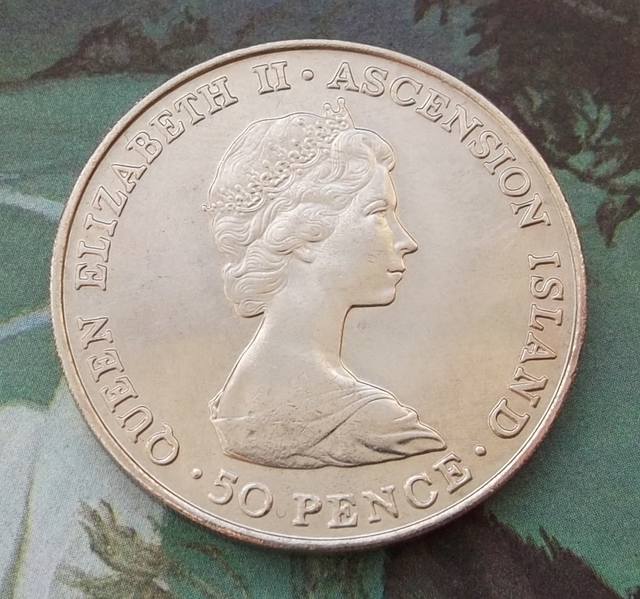 QUEEN ELIZABETH II · ASCENSION ISLAND ·
50 PENCE ·